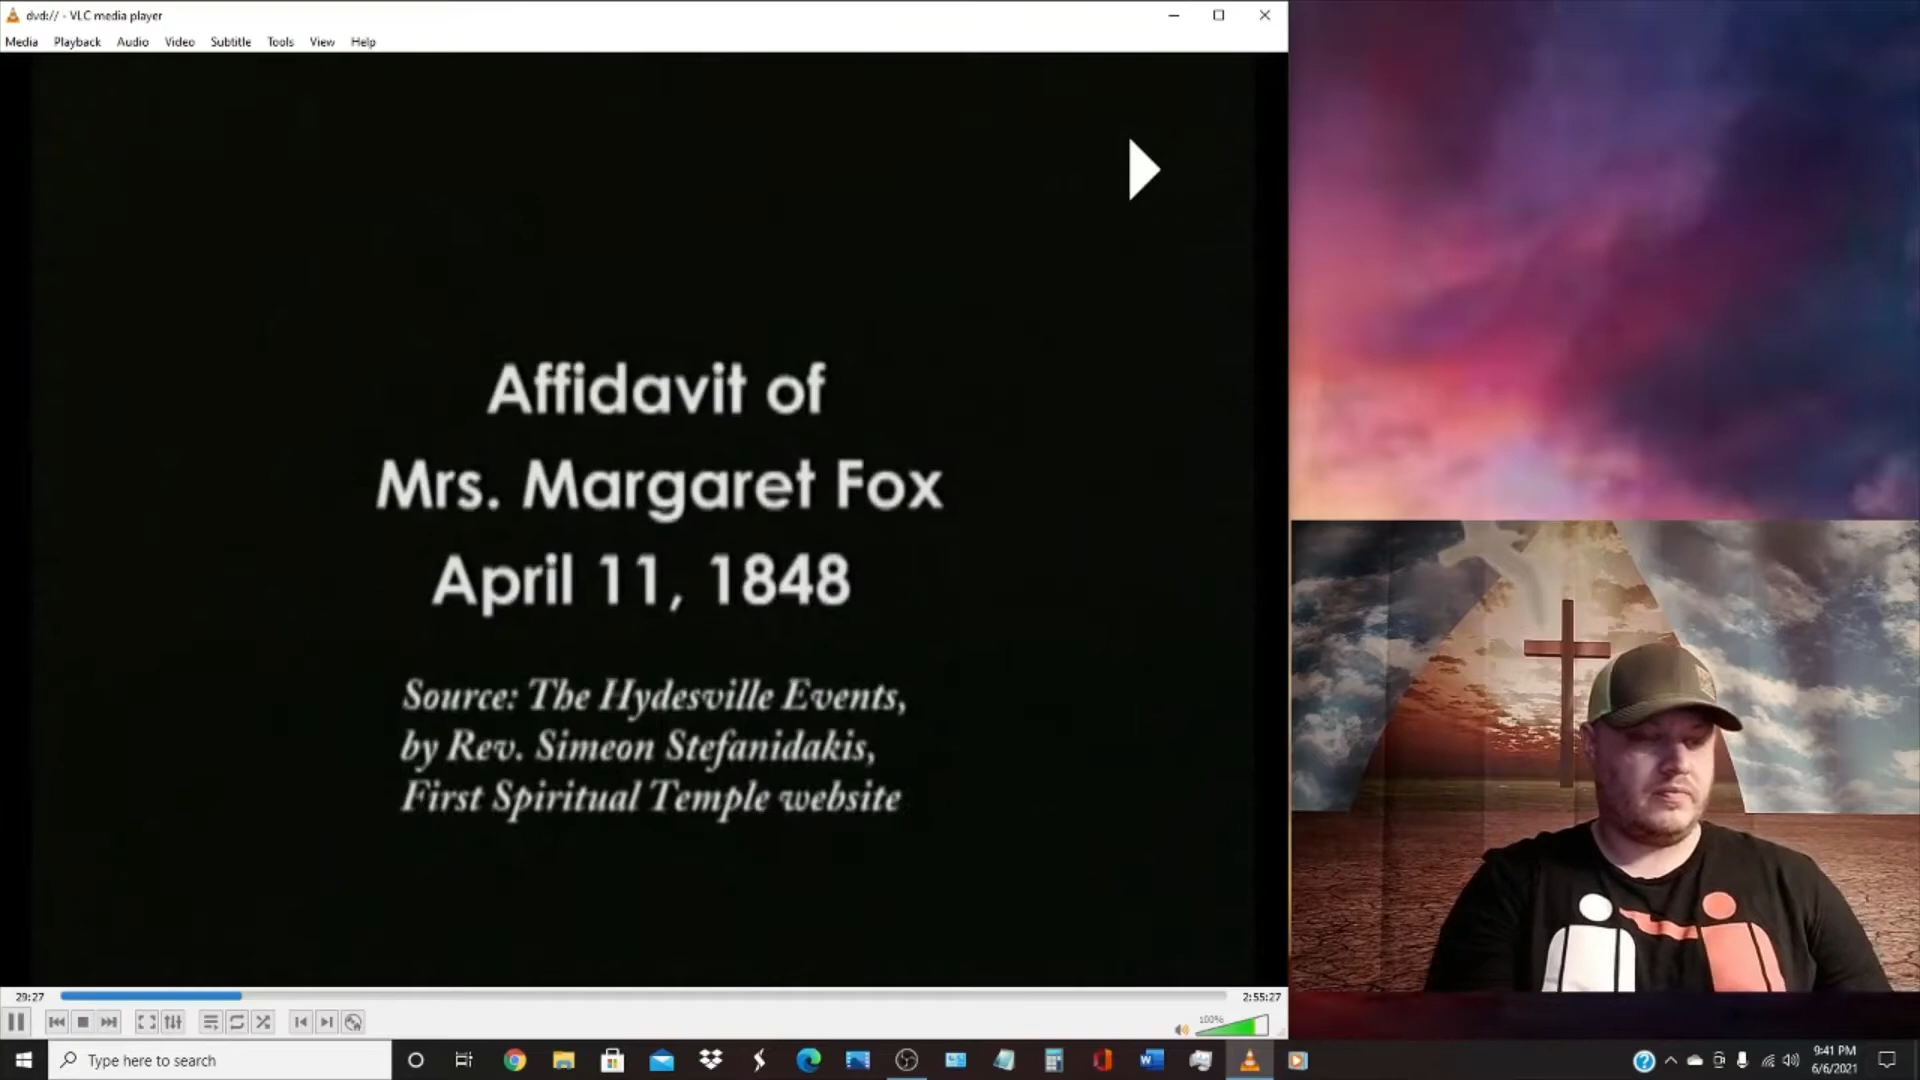 dvd:// - VLC media player
Media Playback Audio Video Subtitle Tools View Help
Affidavit of
Mrs. Margaret Fox
April 11, 1848
Source: The Hydesville Events,
by Rev. Simeon Stefanidakis,
First Spiritual Temple website
29:27
2:55:27
100%
Type here to search
9:41 PM
6/6/2021